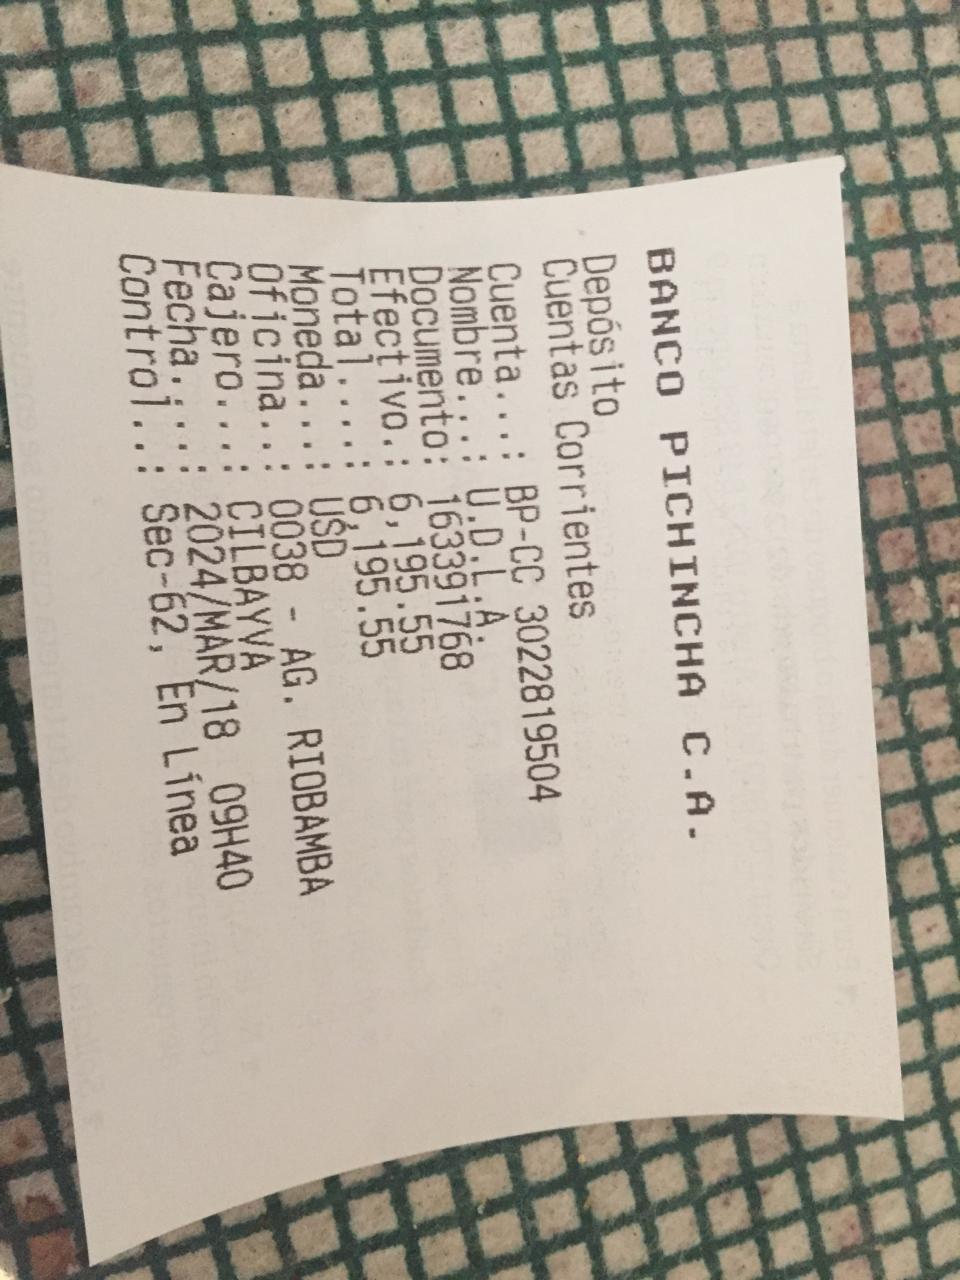 BANCO PICHINCHA C.A.
Depósito
Cuentas Corrientes
Cuenta...: BP-CC 3022819504
Nombre...: U.D.L.A.
Documento: 163391768
Efectivo.: 6,195.55
Total....: 6,195.55
Moneda...: USD
Oficina..: 0038 - AG. RIOBAMBA
Cajero...: CILBAYVA
Fecha....: 2024/MAR/18 09H40
Control..: Sec-62, En Línea